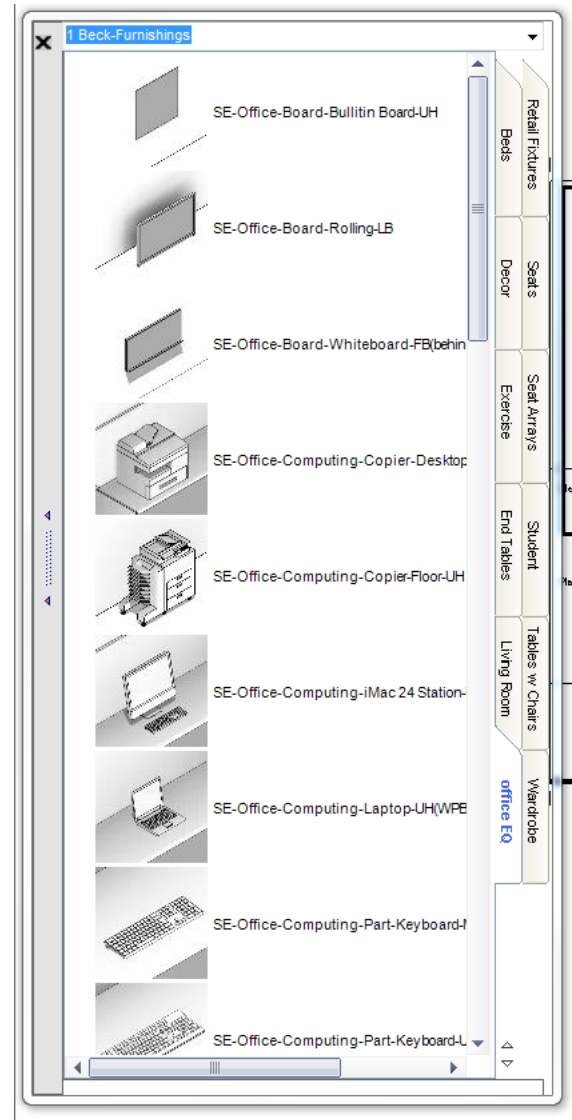 1 Beck-Furnishings
SE-Office-Board-Bullitin Board-UH
SE-Office-Board-Rolling-LB
SE-Office-Board-Whiteboard-FB(behin
SE-Office-Computing-Copier-Desktop
SE-Office-Computing-Copier-Floor-UH
SE-Office-Computing-iMac 24 Station-
SE-Office-Computing-Laptop-UH(WPB
SE-Office-Computing-Part-Keyboard-
SE-Office-Computing-Part-Keyboard-U
Beds
Decor
Exercise
End Tables
Living Room
office EQ
Retail Fixtures
Seats
Seat Arrays
Student
Tables w Chairs
Wardrobe